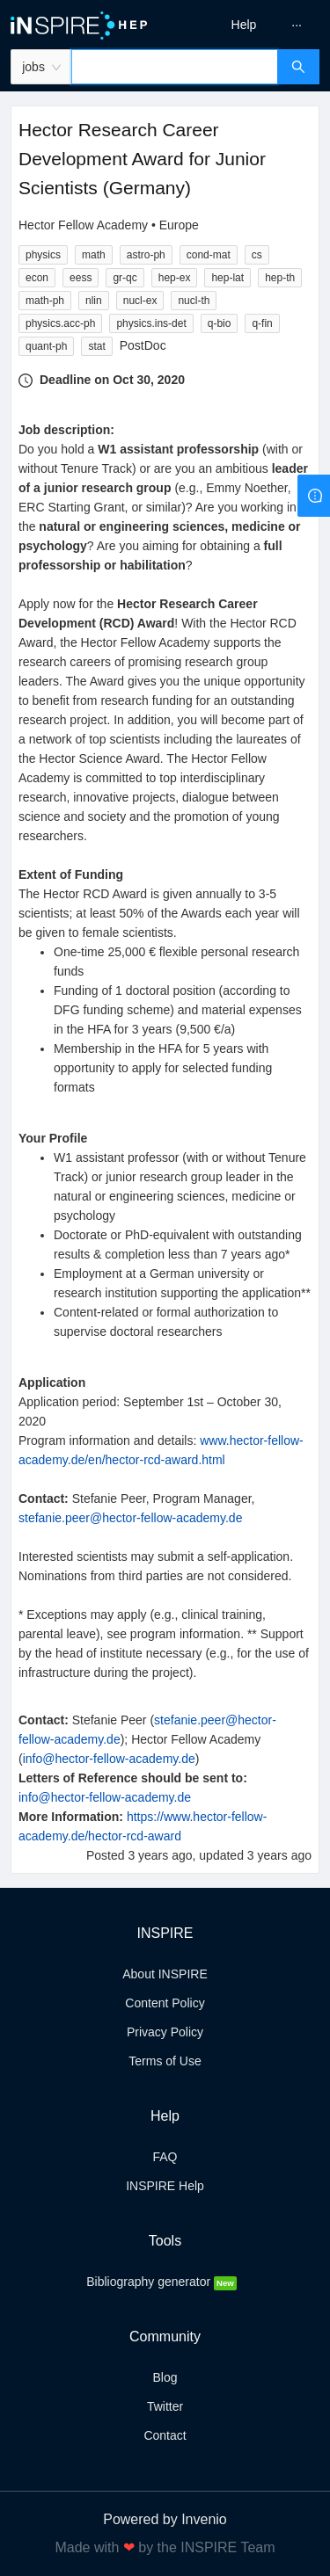 iNSPIRE HEP
Help
···
jobs
Hector Research Career
Development Award for Junior
Scientists (Germany)
Hector Fellow Academy • Europe
physics math astro-ph cond-mat cs
econ eess gr-qc hep-ex hep-lat hep-th
math-ph nlin nucl-ex nucl-th
physics.acc-ph physics.ins-det q-bio q-fin
quant-ph stat PostDoc
Deadline on Oct 30, 2020
Job description:
Do you hold a W1 assistant professorship (with or
without Tenure Track) or are you an ambitious leader
of a junior research group (e.g., Emmy Noether,
ERC Starting Grant, or similar)? Are you working in
the natural or engineering sciences, medicine or
psychology? Are you aiming for obtaining a full
professorship or habilitation?
Apply now for the Hector Research Career
Development (RCD) Award! With the Hector RCD
Award, the Hector Fellow Academy supports the
research careers of promising research group
leaders. The Award gives you the unique opportunity
to benefit from research funding for an outstanding
research project. In addition, you will become part of
a network of top scientists including the laureates of
the Hector Science Award. The Hector Fellow
Academy is committed to top interdisciplinary
research, innovative projects, dialogue between
science and society and the promotion of young
researchers.
Extent of Funding
The Hector RCD Award is given annually to 3-5
scientists; at least 50% of the Awards each year will
be given to female scientists.
• One-time 25,000 € flexible personal research
funds
• Funding of 1 doctoral position (according to
DFG funding scheme) and material expenses
in the HFA for 3 years (9,500 €/a)
• Membership in the HFA for 5 years with
opportunity to apply for selected funding
formats
Your Profile
• W1 assistant professor (with or without Tenure
Track) or junior research group leader in the
natural or engineering sciences, medicine or
psychology
• Doctorate or PhD-equivalent with outstanding
results & completion less than 7 years ago*
• Employment at a German university or
research institution supporting the application**
• Content-related or formal authorization to
supervise doctoral researchers
Application
Application period: September 1st – October 30,
2020
Program information and details: www.hector-fellow-
academy.de/en/hector-rcd-award.html
Contact: Stefanie Peer, Program Manager,
stefanie.peer@hector-fellow-academy.de
Interested scientists may submit a self-application.
Nominations from third parties are not considered.
* Exceptions may apply (e.g., clinical training,
parental leave), see program information. ** Support
by the head of institute necessary (e.g., for the use of
infrastructure during the project).
Contact: Stefanie Peer (stefanie.peer@hector-
fellow-academy.de); Hector Fellow Academy
(info@hector-fellow-academy.de)
Letters of Reference should be sent to:
info@hector-fellow-academy.de
More Information: https://www.hector-fellow-
academy.de/hector-rcd-award
Posted 3 years ago, updated 3 years ago
INSPIRE
About INSPIRE
Content Policy
Privacy Policy
Terms of Use
Help
FAQ
INSPIRE Help
Tools
Bibliography generator New
Community
Blog
Twitter
Contact
Powered by Invenio
Made with ❤ by the INSPIRE Team